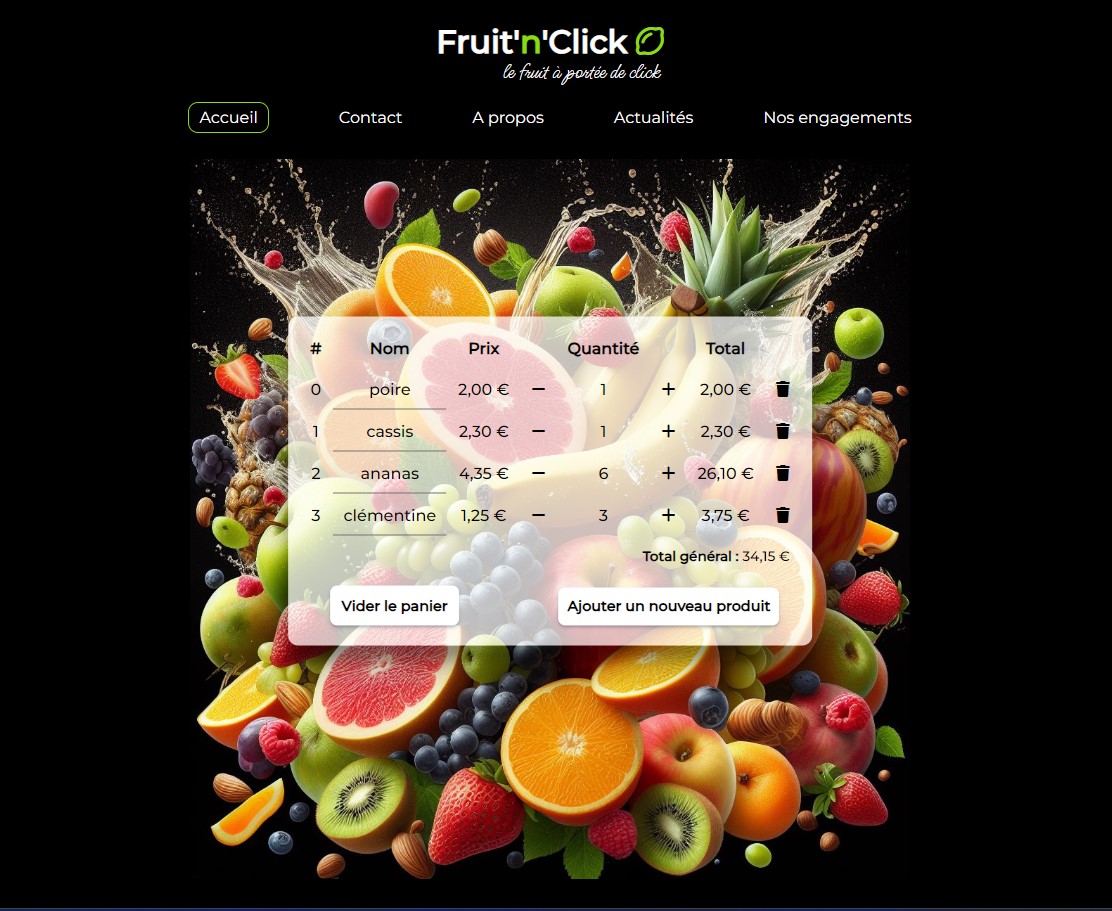 Fruit'n'Click
le fruit à portée de click
Accueil Contact A propos Actualités Nos engagements
# Nom Prix Quantité Total
0 poire 2,00 € − 1 + 2,00 €
1 cassis 2,30 € − 1 + 2,30 €
2 ananas 4,35 € − 6 + 26,10 €
3 clémentine 1,25 € − 3 + 3,75 €
Total général : 34,15 €
Vider le panier Ajouter un nouveau produit